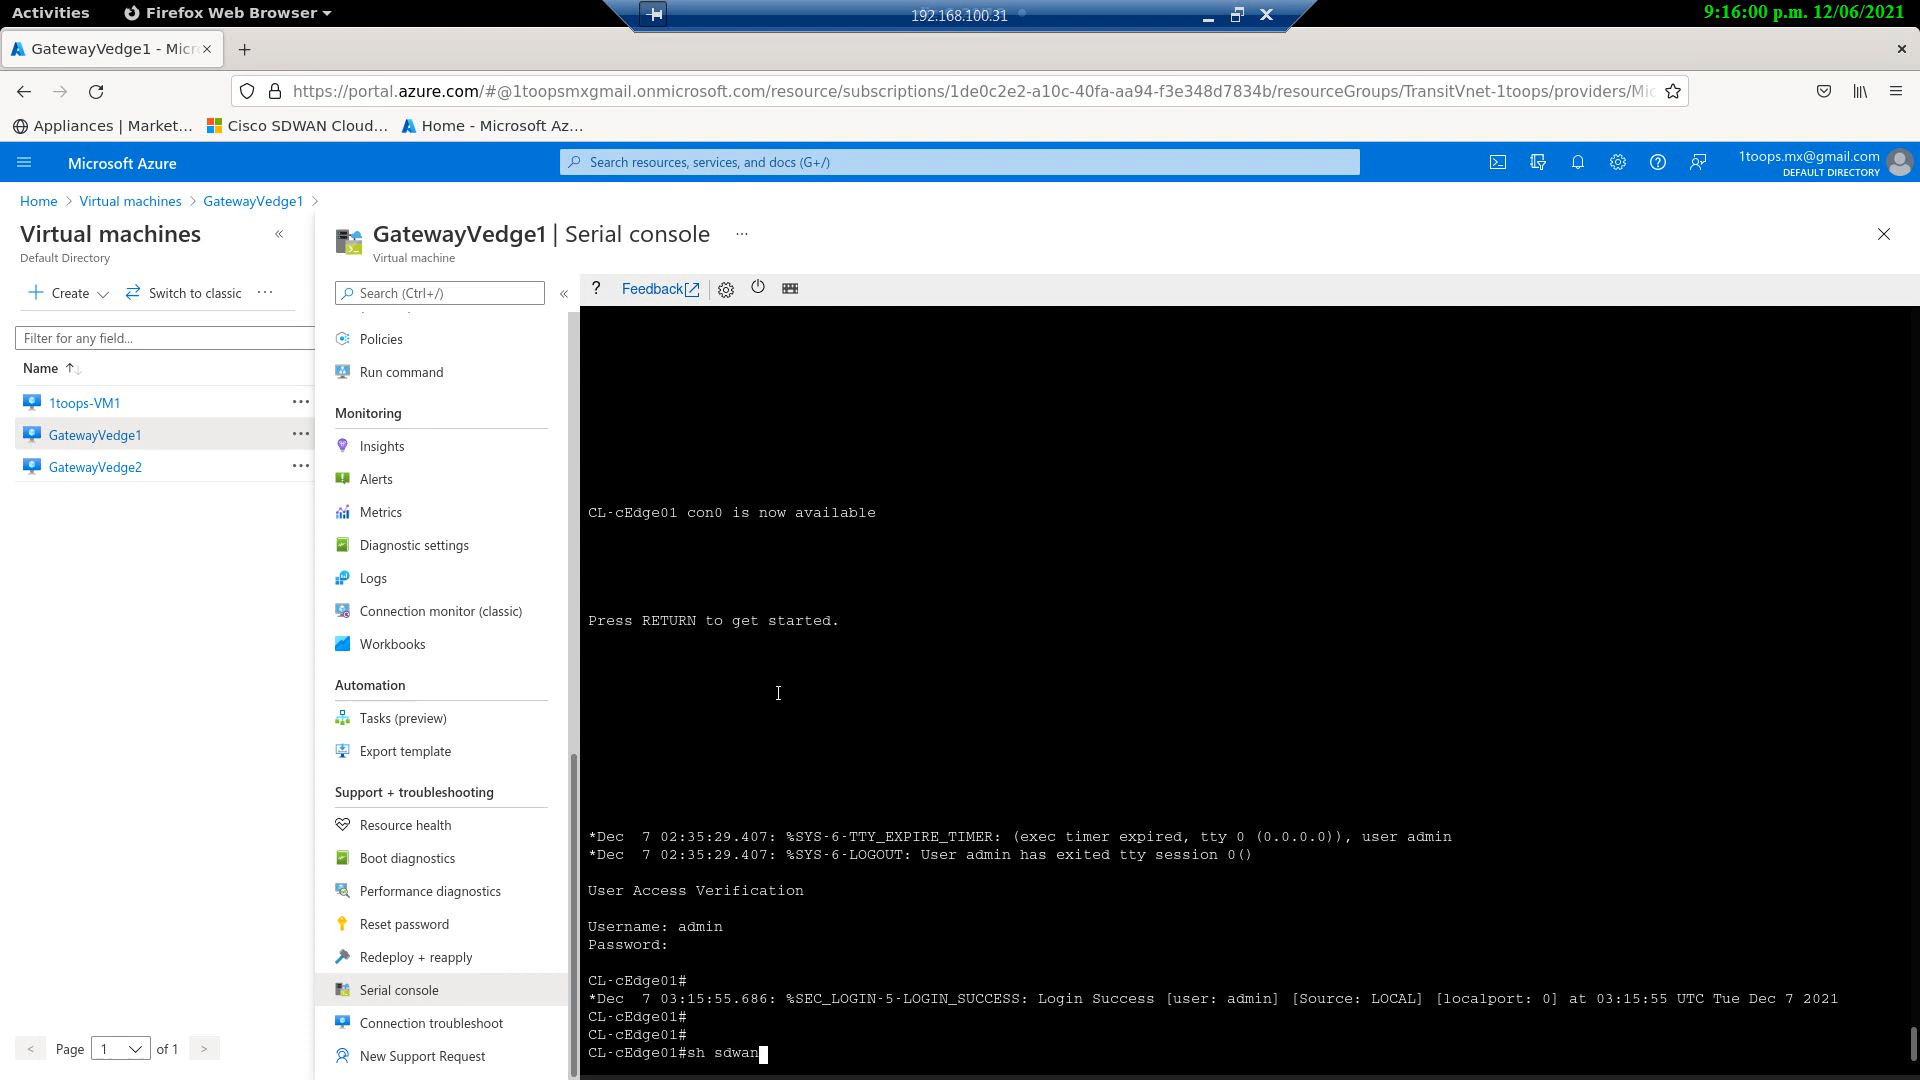 Activities
Firefox Web Browser
192.168.100.31
9:16:00 p.m. 12/06/2021
GatewayVedge1 - Micr
https://portal.azure.com/#@1toopsmxgmail.onmicrosoft.com/resource/subscriptions/1de0c2e2-a10c-40fa-aa94-f3e348d7834b/resourceGroups/TransitVnet-1toops/providers/Mic
Appliances | Market...
Cisco SDWAN Cloud...
Home - Microsoft Az...
Microsoft Azure
Search resources, services, and docs (G+/)
1toops.mx@gmail.com
DEFAULT DIRECTORY
Home > Virtual machines > GatewayVedge1 >
Virtual machines
Default Directory
+ Create
Switch to classic
Filter for any field...
Name
1toops-VM1
GatewayVedge1
GatewayVedge2
< Page 1 of 1 >
GatewayVedge1 | Serial console
Virtual machine
Search (Ctrl+/)
Policies
Run command
Monitoring
Insights
Alerts
Metrics
Diagnostic settings
Logs
Connection monitor (classic)
Workbooks
Automation
Tasks (preview)
Export template
Support + troubleshooting
Resource health
Boot diagnostics
Performance diagnostics
Reset password
Redeploy + reapply
Serial console
Connection troubleshoot
New Support Request
? Feedback
CL-cEdge01 con0 is now available
Press RETURN to get started.
*Dec  7 02:35:29.407: %SYS-6-TTY_EXPIRE_TIMER: (exec timer expired, tty 0 (0.0.0.0)), user admin
*Dec  7 02:35:29.407: %SYS-6-LOGOUT: User admin has exited tty session 0()
User Access Verification
Username: admin
Password:
CL-cEdge01#
*Dec  7 03:15:55.686: %SEC_LOGIN-5-LOGIN_SUCCESS: Login Success [user: admin] [Source: LOCAL] [localport: 0] at 03:15:55 UTC Tue Dec 7 2021
CL-cEdge01#
CL-cEdge01#
CL-cEdge01#sh sdwan